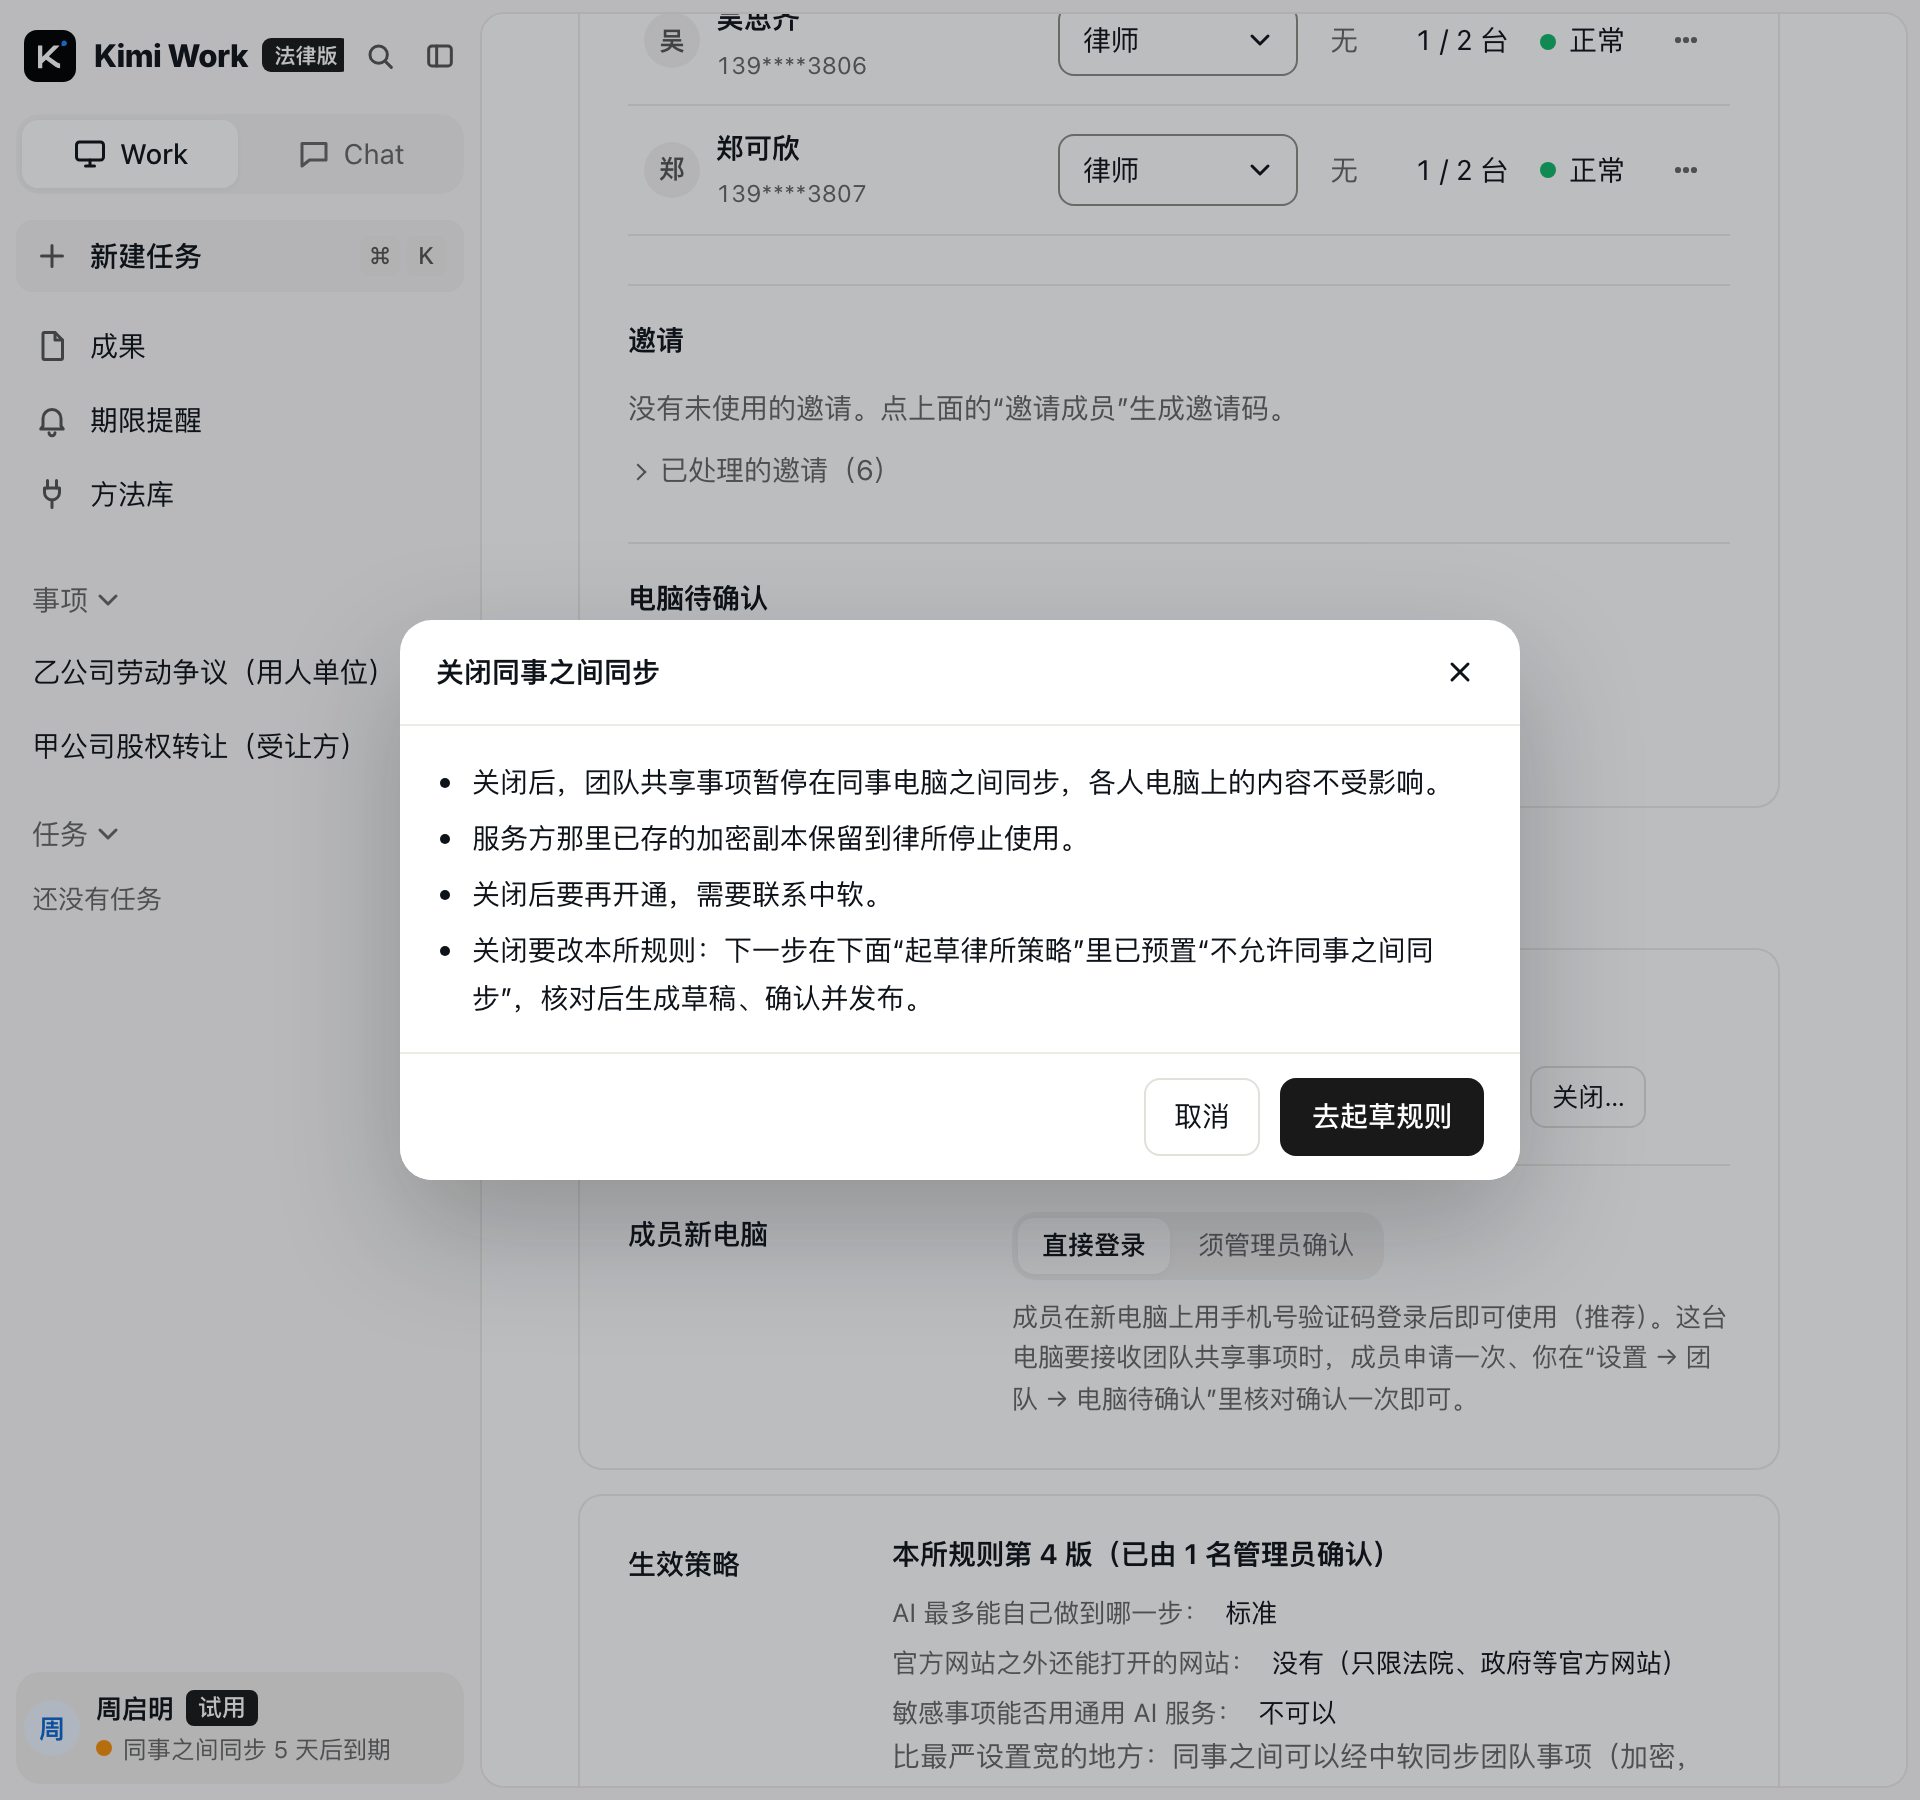 Kimi Work 法律版
Work
Chat
新建任务 ⌘ K
成果
期限提醒
方法库
事项
乙公司劳动争议（用人单位）
甲公司股权转让（受让方）
任务
还没有任务
周 周启明 试用
同事之间同步 5 天后到期
吴 吴思齐
139****3806
律师 无 1 / 2 台 正常
郑 郑可欣
139****3807
律师 无 1 / 2 台 正常
邀请
没有未使用的邀请。点上面的“邀请成员”生成邀请码。
已处理的邀请（6）
电脑待确认
关闭同事之间同步
关闭后，团队共享事项暂停在同事电脑之间同步，各人电脑上的内容不受影响。
服务方那里已存的加密副本保留到律所停止使用。
关闭后要再开通，需要联系中软。
关闭要改本所规则：下一步在下面“起草律所策略”里已预置“不允许同事之间同
步”，核对后生成草稿、确认并发布。
取消
去起草规则
关闭...
成员新电脑
直接登录
须管理员确认
成员在新电脑上用手机号验证码登录后即可使用（推荐）。这台
电脑要接收团队共享事项时，成员申请一次、你在“设置 → 团
队 → 电脑待确认”里核对确认一次即可。
生效策略
本所规则第 4 版（已由 1 名管理员确认）
AI 最多能自己做到哪一步： 标准
官方网站之外还能打开的网站： 没有（只限法院、政府等官方网站）
敏感事项能否用通用 AI 服务： 不可以
比最严设置宽的地方：同事之间可以经中软同步团队事项（加密，